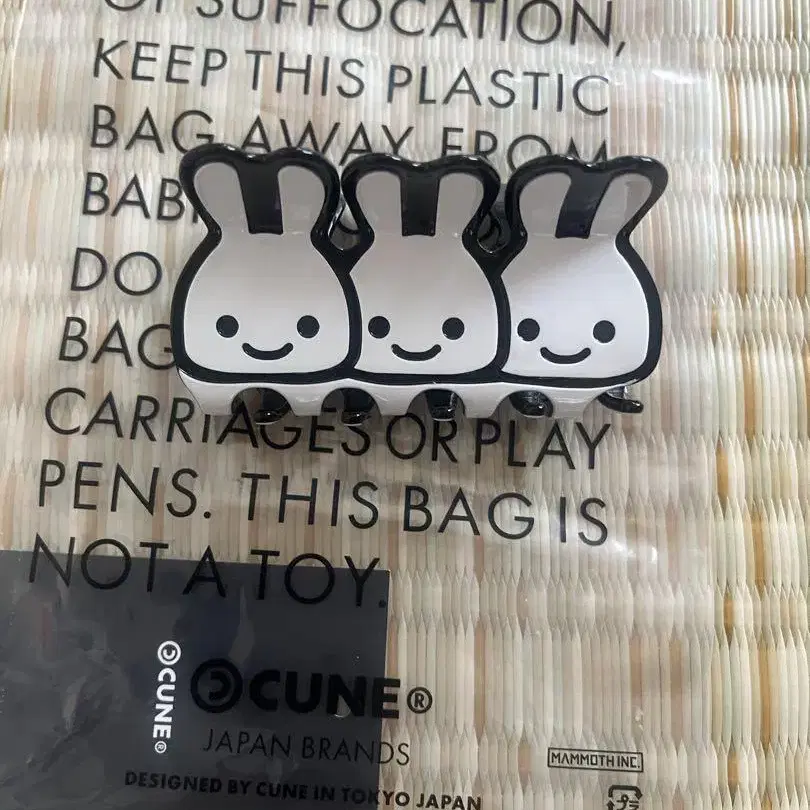 OF SUFFOCATION,
KEEP THIS PLASTIC
BAG AWAY FROM
DO
BAG
CARRIAGES OR PLAY
PENS. THIS BAG IS
NOT A TOY.
CUNE®
CUNE®
JAPAN BRANDS
MAMMOTH INC.
DESIGNED BY CUNE IN TOKYO JAPAN